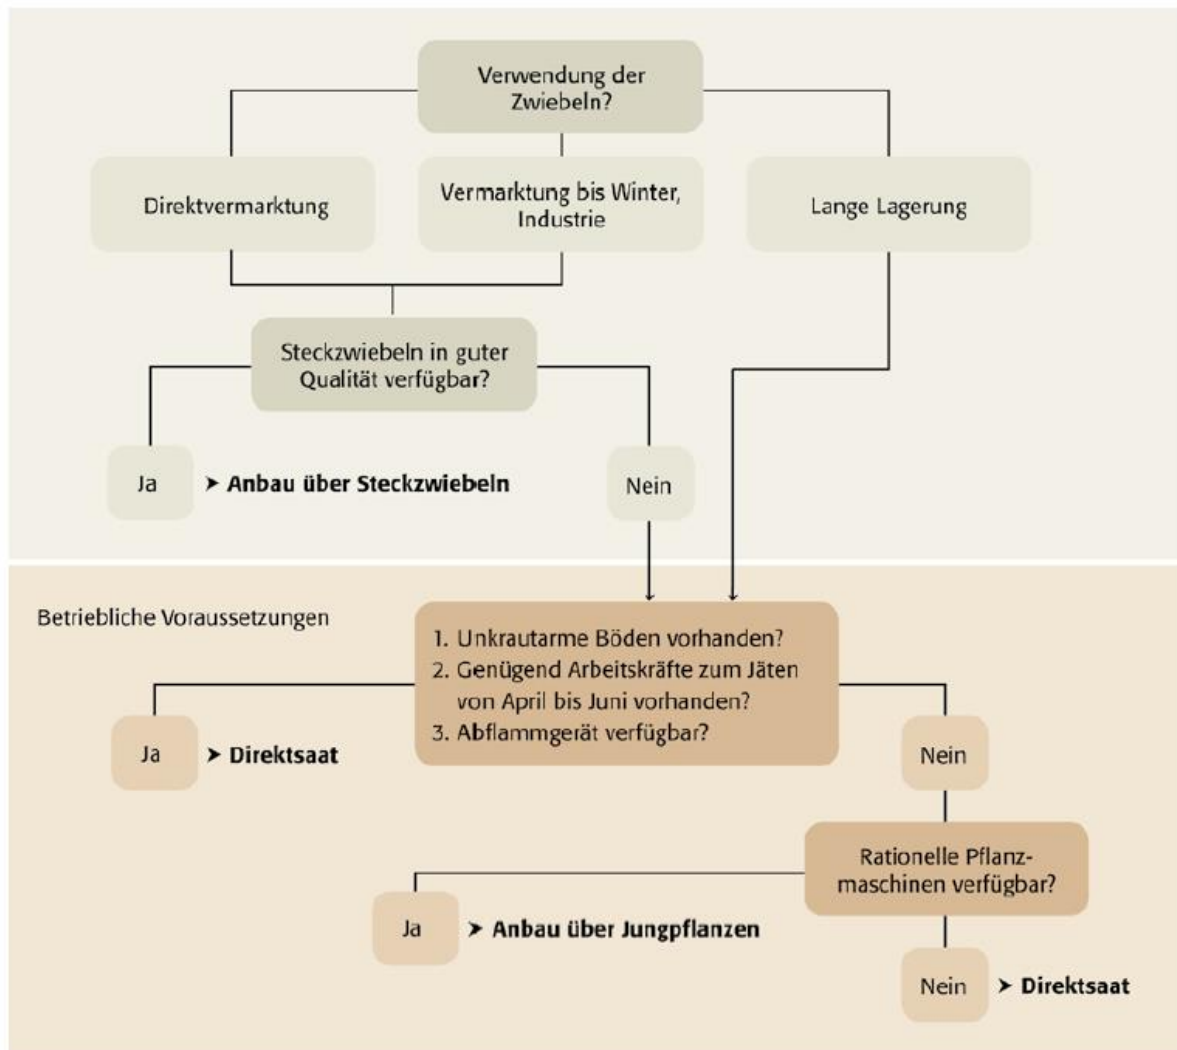 Verwendung der
Zwiebeln?
Direktvermarktung
Vermarktung bis Winter,
Industrie
Lange Lagerung
Steckzwiebeln in guter
Qualität verfügbar?
Ja
➤ Anbau über Steckzwiebeln
Nein
Betriebliche Voraussetzungen
1. Unkrautarme Böden vorhanden?
2. Genügend Arbeitskräfte zum Jäten
von April bis Juni vorhanden?
3. Abflammgerät verfügbar?
Ja
➤ Direktsaat
Nein
Rationelle Pflanz-
maschinen verfügbar?
Ja
➤ Anbau über Jungpflanzen
Nein
➤ Direktsaat